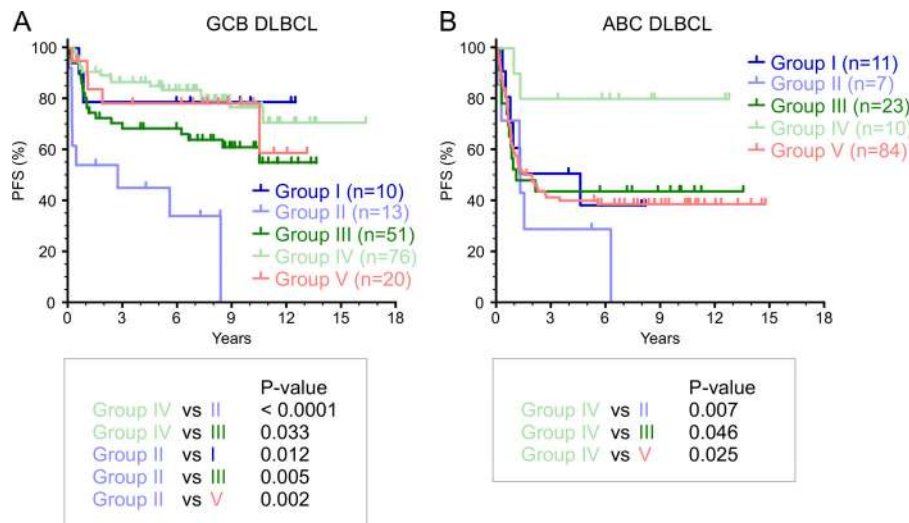 A
GCB DLBCL
PFS (%)
100
80
60
40
20
0
0 3 6 9 12 15 18
Years
Group I (n=10)
Group II (n=13)
Group III (n=51)
Group IV (n=76)
Group V (n=20)
P-value
Group IV vs II < 0.0001
Group IV vs III 0.033
Group II vs I 0.012
Group II vs III 0.005
Group II vs V 0.002
B
ABC DLBCL
PFS (%)
100
80
60
40
20
0
0 3 6 9 12 15 18
Years
Group I (n=11)
Group II (n=7)
Group III (n=23)
Group IV (n=10)
Group V (n=84)
P-value
Group IV vs II 0.007
Group IV vs III 0.046
Group IV vs V 0.025